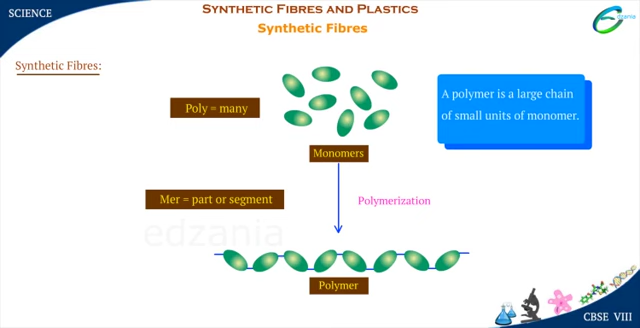 SCIENCE
SYNTHETIC FIBRES AND PLASTICS
Synthetic Fibres
edzania
Synthetic Fibres:
Poly = many
A polymer is a large chain
of small units of monomer.
Monomers
Mer = part or segment
Polymerization
edzania
Polymer
CBSE VIII